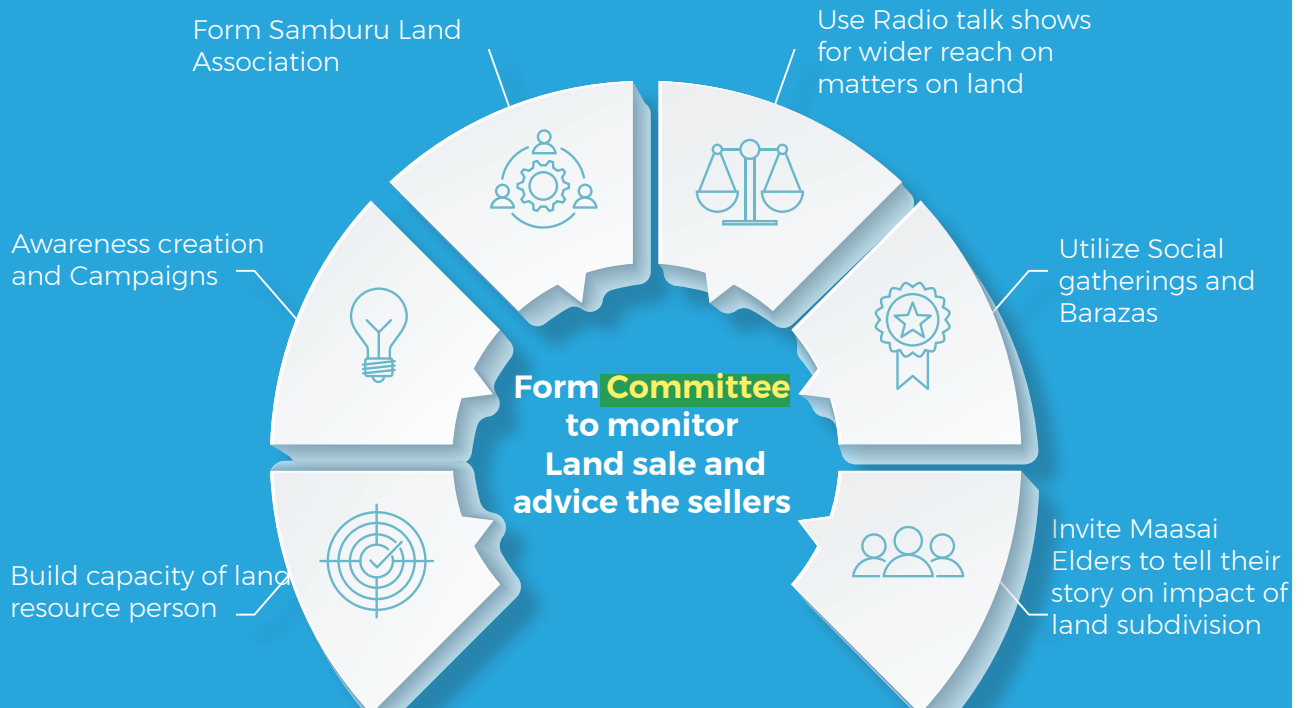 Form Samburu Land
Association
Use Radio talk shows
for wider reach on
matters on land
Awareness creation
and Campaigns
Utilize Social
gatherings and
Barazas
Form Committee
to monitor
Land sale and
advice the sellers
Build capacity of land
resource person
Invite Maasai
Elders to tell their
story on impact of
land subdivision